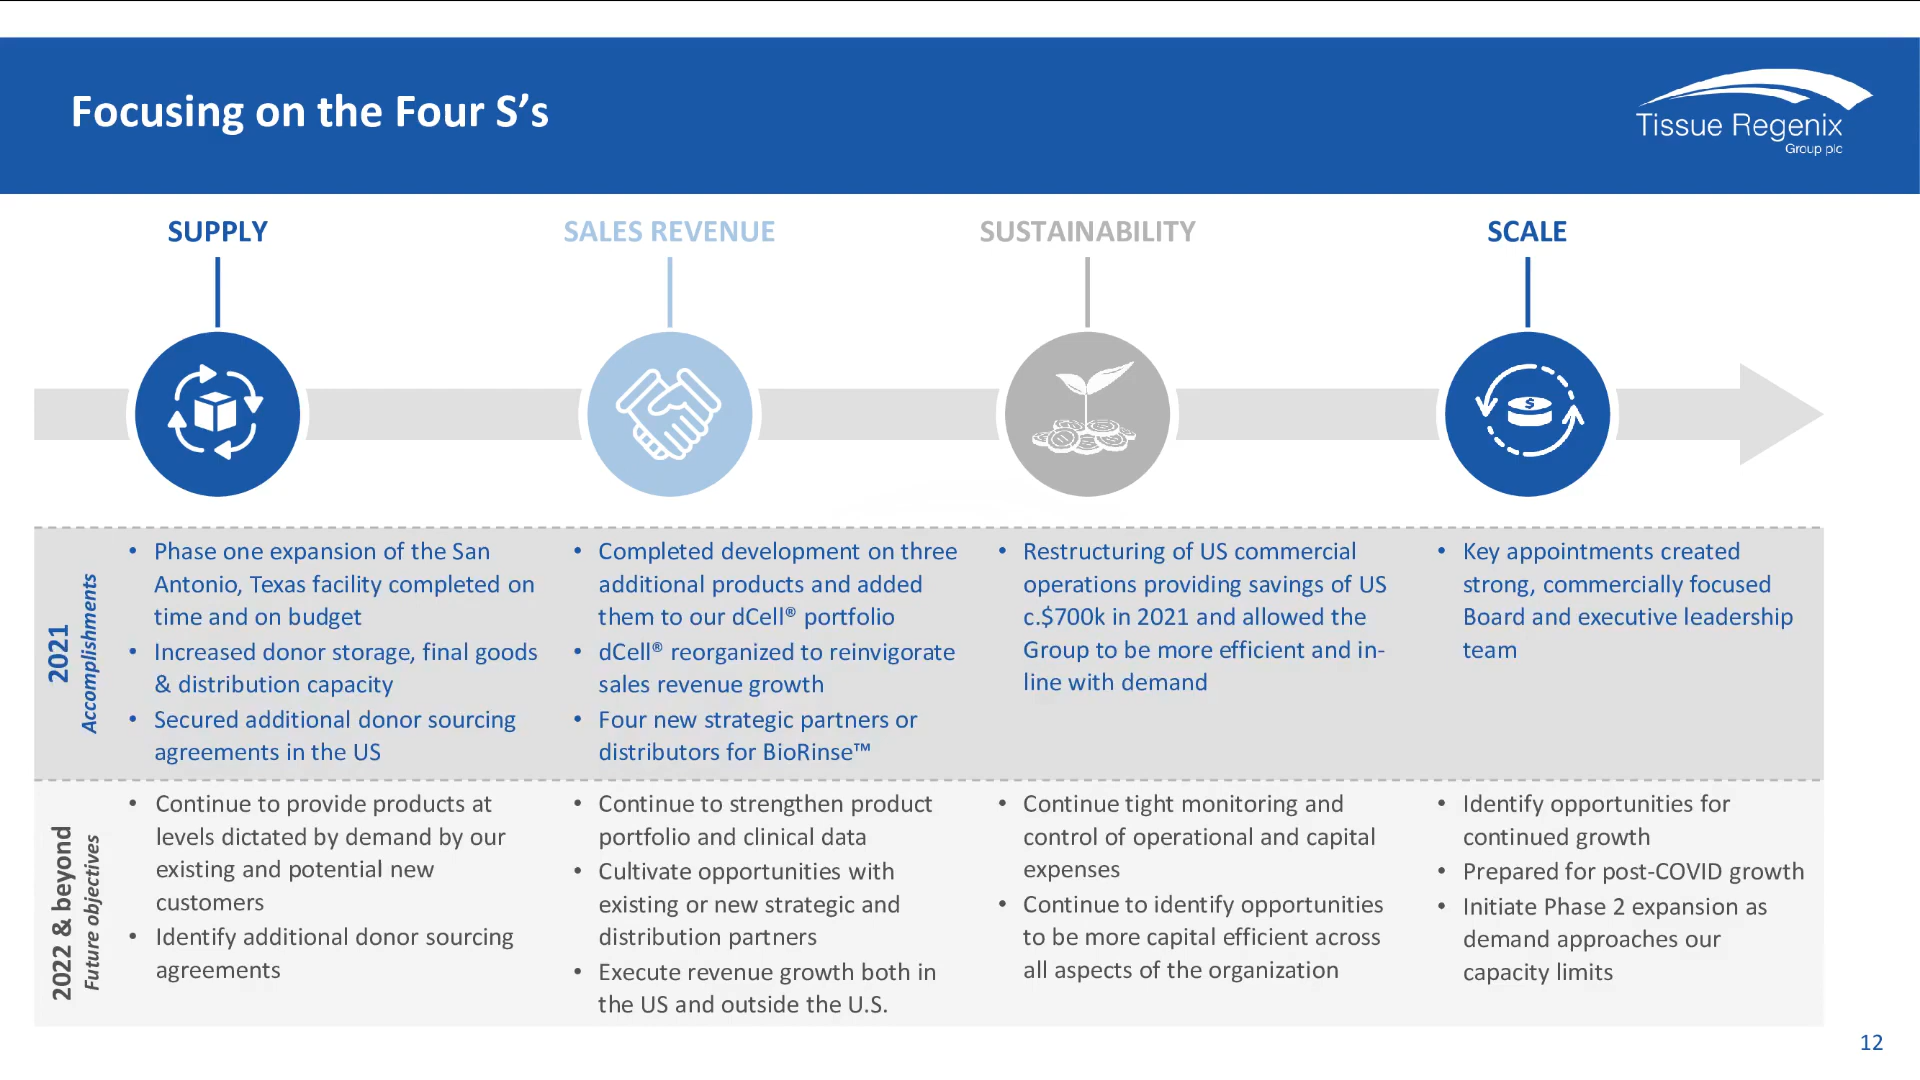 Focusing on the Four S’s
Tissue Regenix
Group plc
SUPPLY
SALES REVENUE
SUSTAINABILITY
SCALE
$
2021
Accomplishments
• Phase one expansion of the San
Antonio, Texas facility completed on
time and on budget
• Increased donor storage, final goods
& distribution capacity
• Secured additional donor sourcing
agreements in the US
• Completed development on three
additional products and added
them to our dCell® portfolio
• dCell® reorganized to reinvigorate
sales revenue growth
• Four new strategic partners or
distributors for BioRinse™
• Restructuring of US commercial
operations providing savings of US
c.$700k in 2021 and allowed the
Group to be more efficient and in-
line with demand
• Key appointments created
strong, commercially focused
Board and executive leadership
team
2022 & beyond
Future objectives
• Continue to provide products at
levels dictated by demand by our
existing and potential new
customers
• Identify additional donor sourcing
agreements
• Continue to strengthen product
portfolio and clinical data
• Cultivate opportunities with
existing or new strategic and
distribution partners
• Execute revenue growth both in
the US and outside the U.S.
• Continue tight monitoring and
control of operational and capital
expenses
• Continue to identify opportunities
to be more capital efficient across
all aspects of the organization
• Identify opportunities for
continued growth
• Prepared for post-COVID growth
• Initiate Phase 2 expansion as
demand approaches our
capacity limits
12